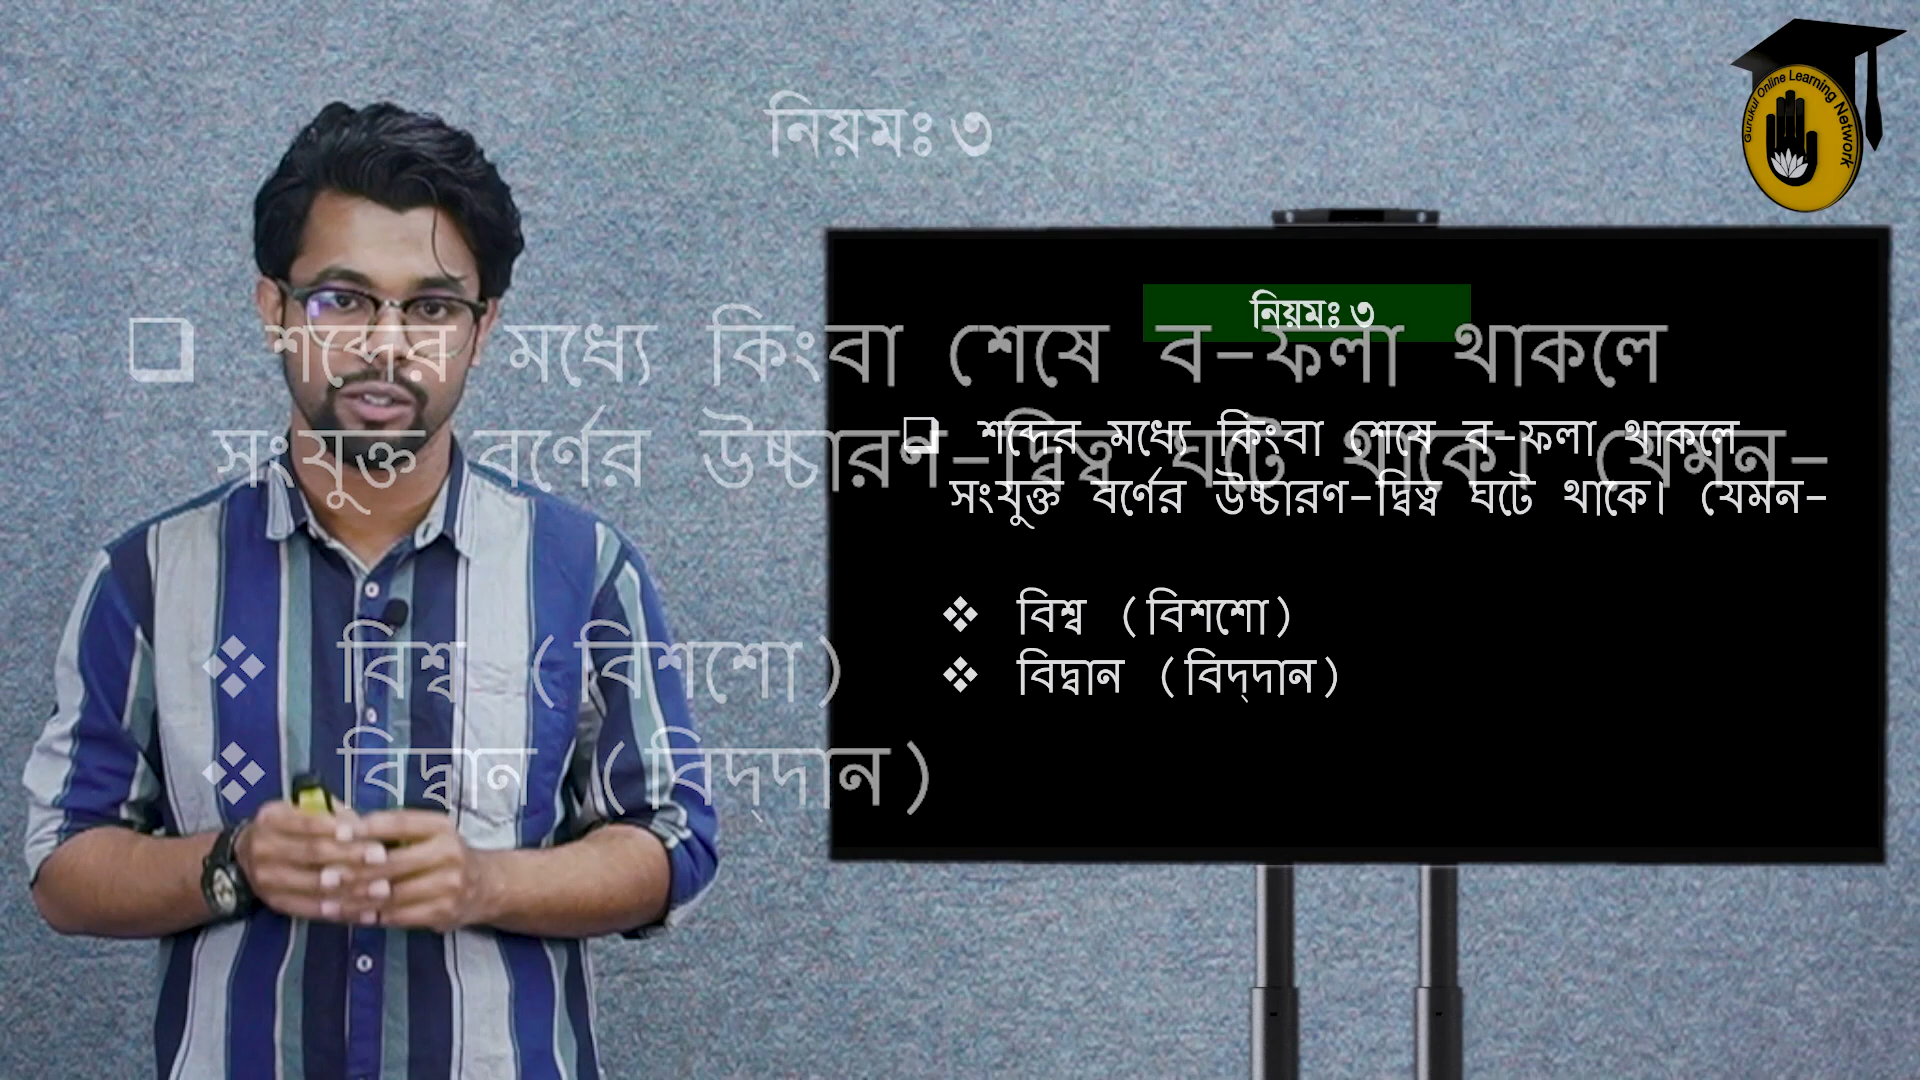 Gurukul Online Learning Network
নিয়মঃ ৩
❑ শব্দের মধ্যে কিংবা শেষে ব-ফলা থাকলে
সংযুক্ত বর্ণের উচ্চারণ-দ্বিত্ব ঘটে থাকে। যেমন-
❖ বিশ্ব (বিশশো)
❖ বিদ্বান (বিদ্দান)
নিয়মঃ ৩
❑ শব্দের মধ্যে কিংবা শেষে ব-ফলা থাকলে
সংযুক্ত বর্ণের উচ্চারণ-দ্বিত্ব ঘটে থাকে। যেমন-
❖ বিশ্ব (বিশশো)
❖ বিদ্বান (বিদ্দান)